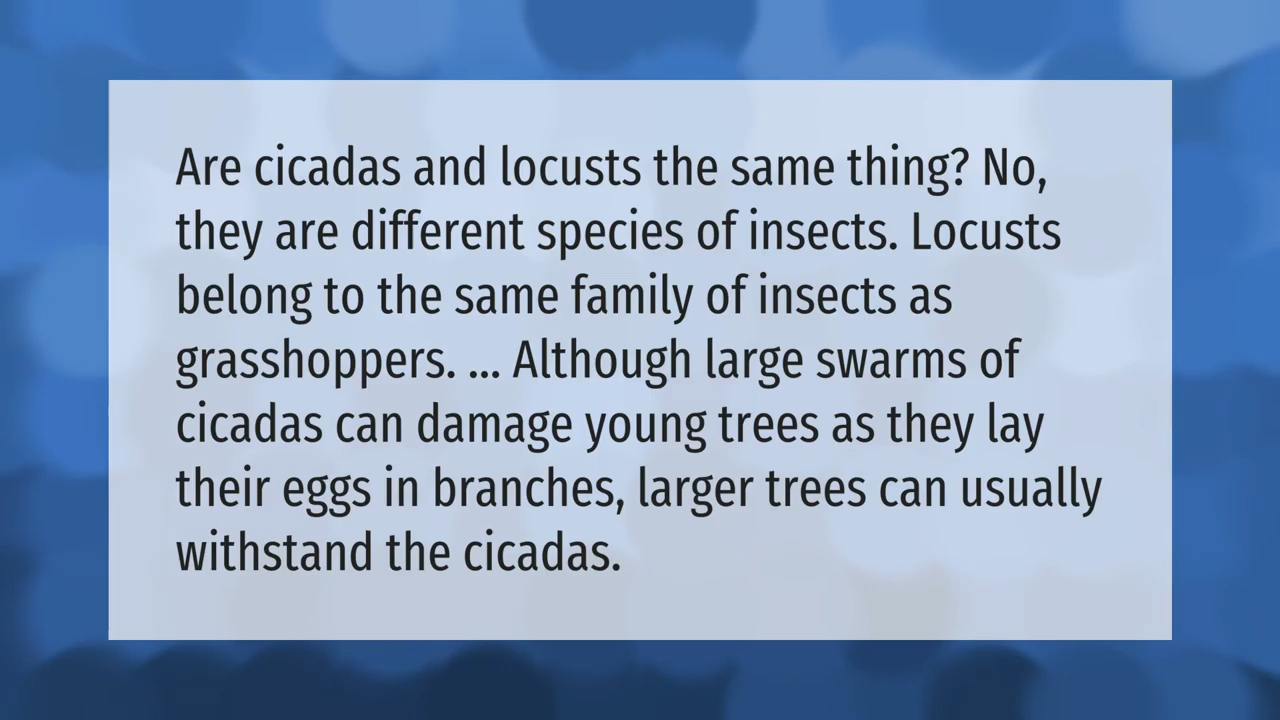 Are cicadas and locusts the same thing? No,
they are different species of insects. Locusts
belong to the same family of insects as
grasshoppers. ... Although large swarms of
cicadas can damage young trees as they lay
their eggs in branches, larger trees can usually
withstand the cicadas.